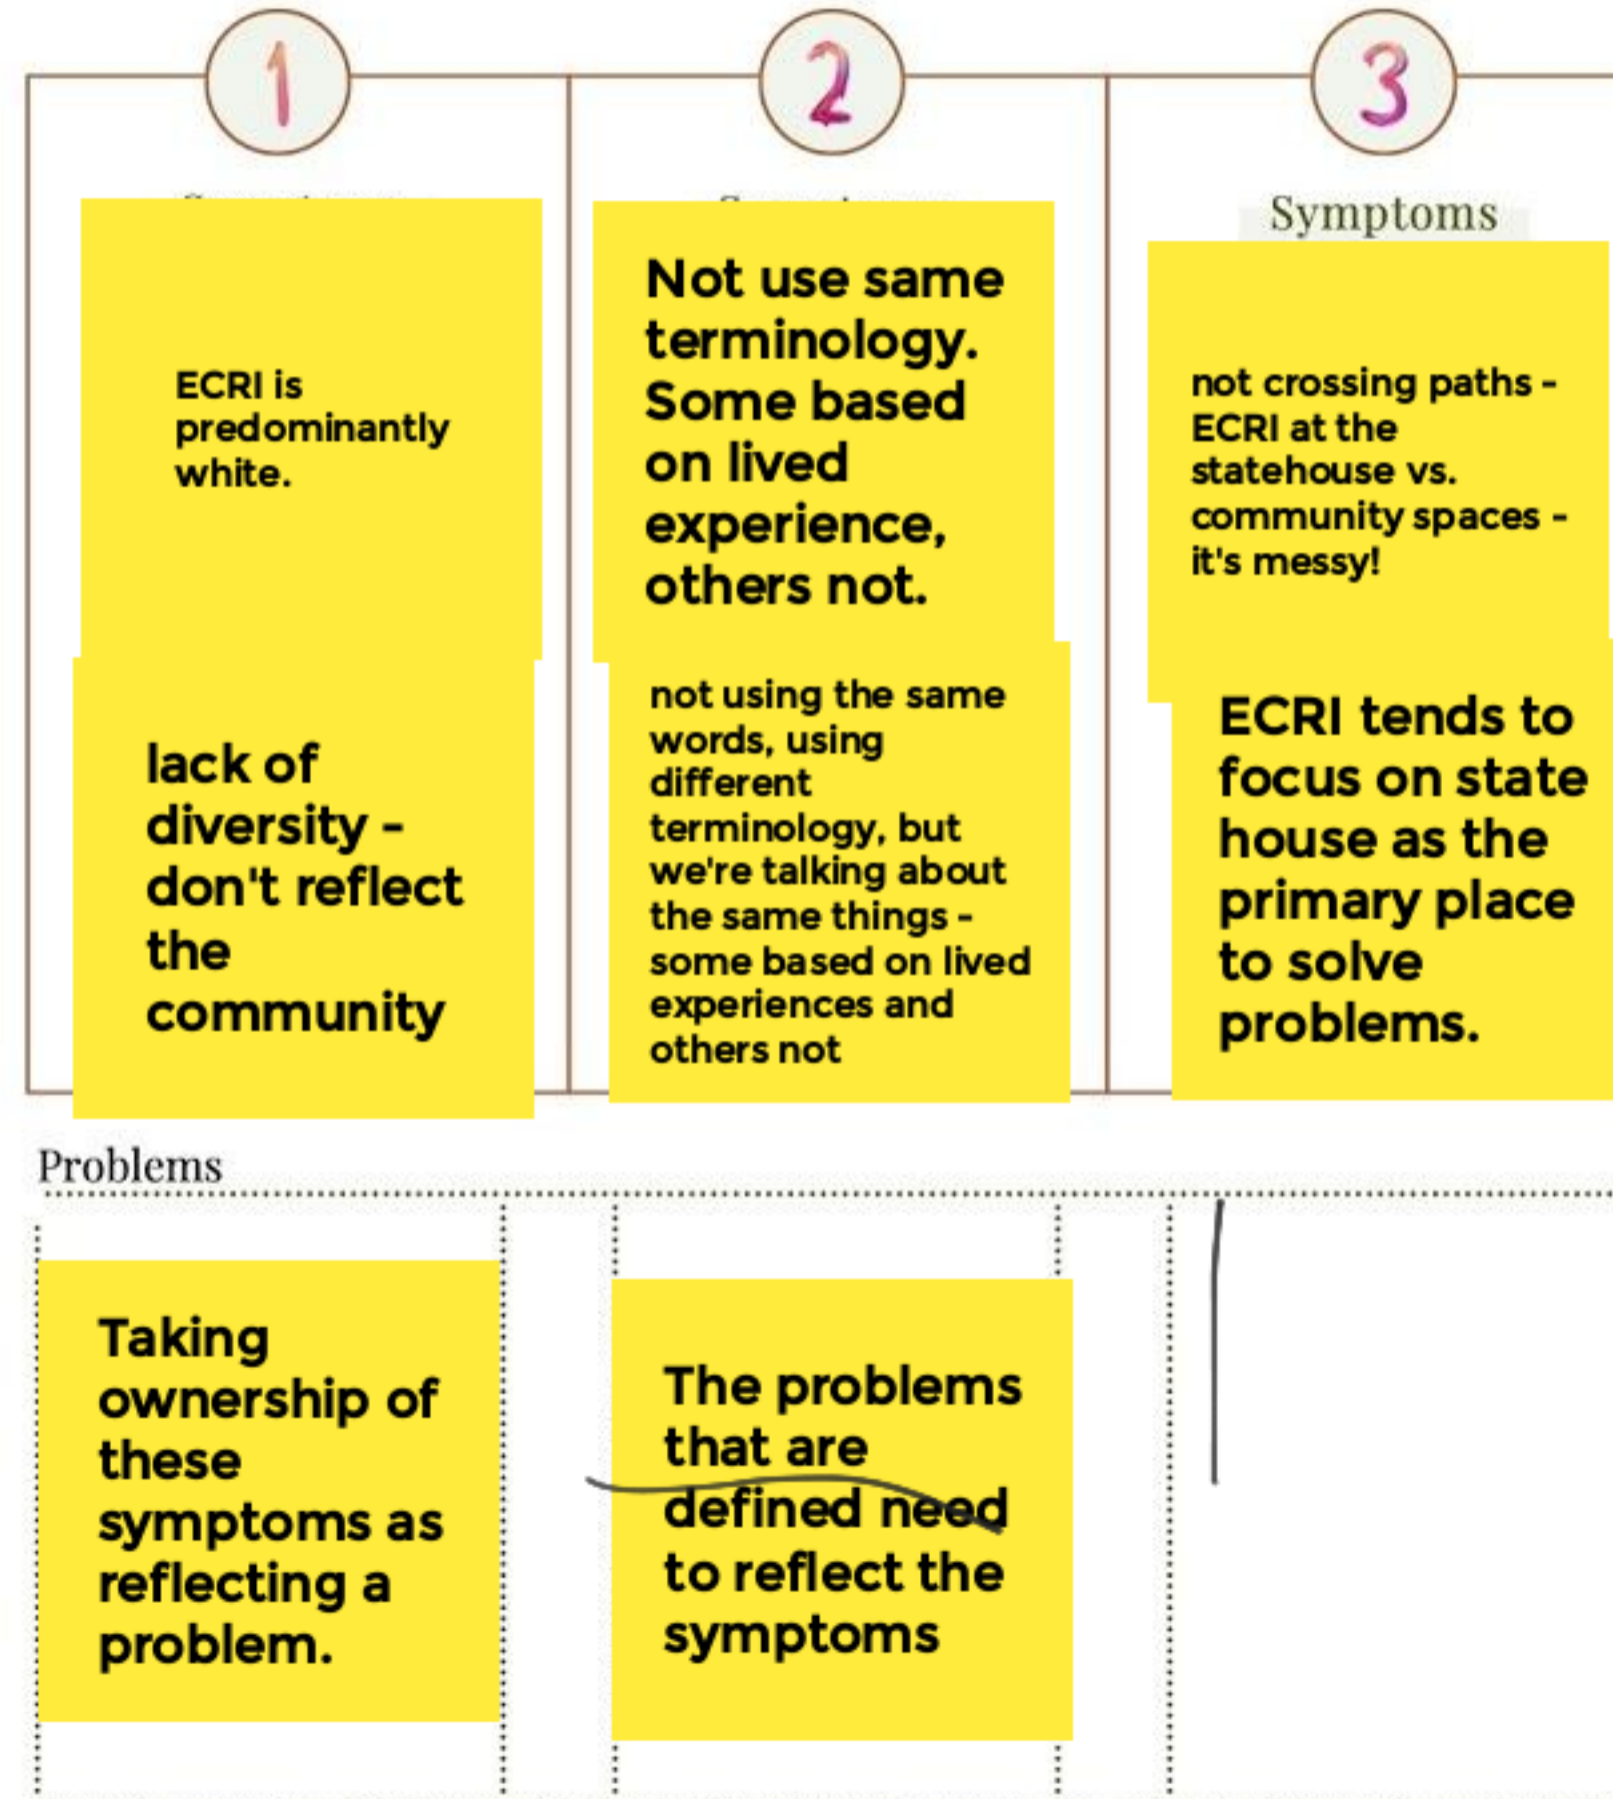 1
2
3
Symptoms
ECRI is
predominantly
white.
lack of
diversity -
don't reflect
the
community
Not use same
terminology.
Some based
on lived
experience,
others not.
not using the same
words, using
different
terminology, but
we're talking about
the same things -
some based on lived
experiences and
others not
not crossing paths -
ECRI at the
statehouse vs.
community spaces -
it's messy!
ECRI tends to
focus on state
house as the
primary place
to solve
problems.
Problems
Taking
ownership of
these
symptoms as
reflecting a
problem.
The problems
that are
defined need
to reflect the
symptoms